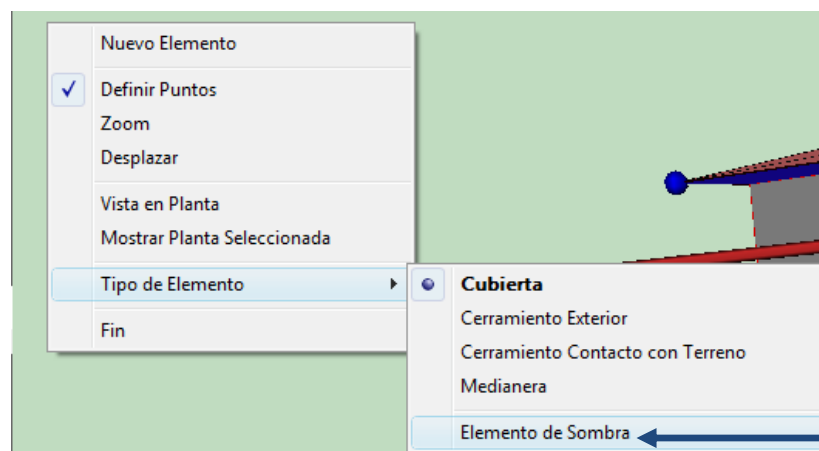 Nuevo Elemento
Definir Puntos
Zoom
Desplazar
Vista en Planta
Mostrar Planta Seleccionada
Tipo de Elemento
Fin
Cubierta
Cerramiento Exterior
Cerramiento Contacto con Terreno
Medianera
Elemento de Sombra